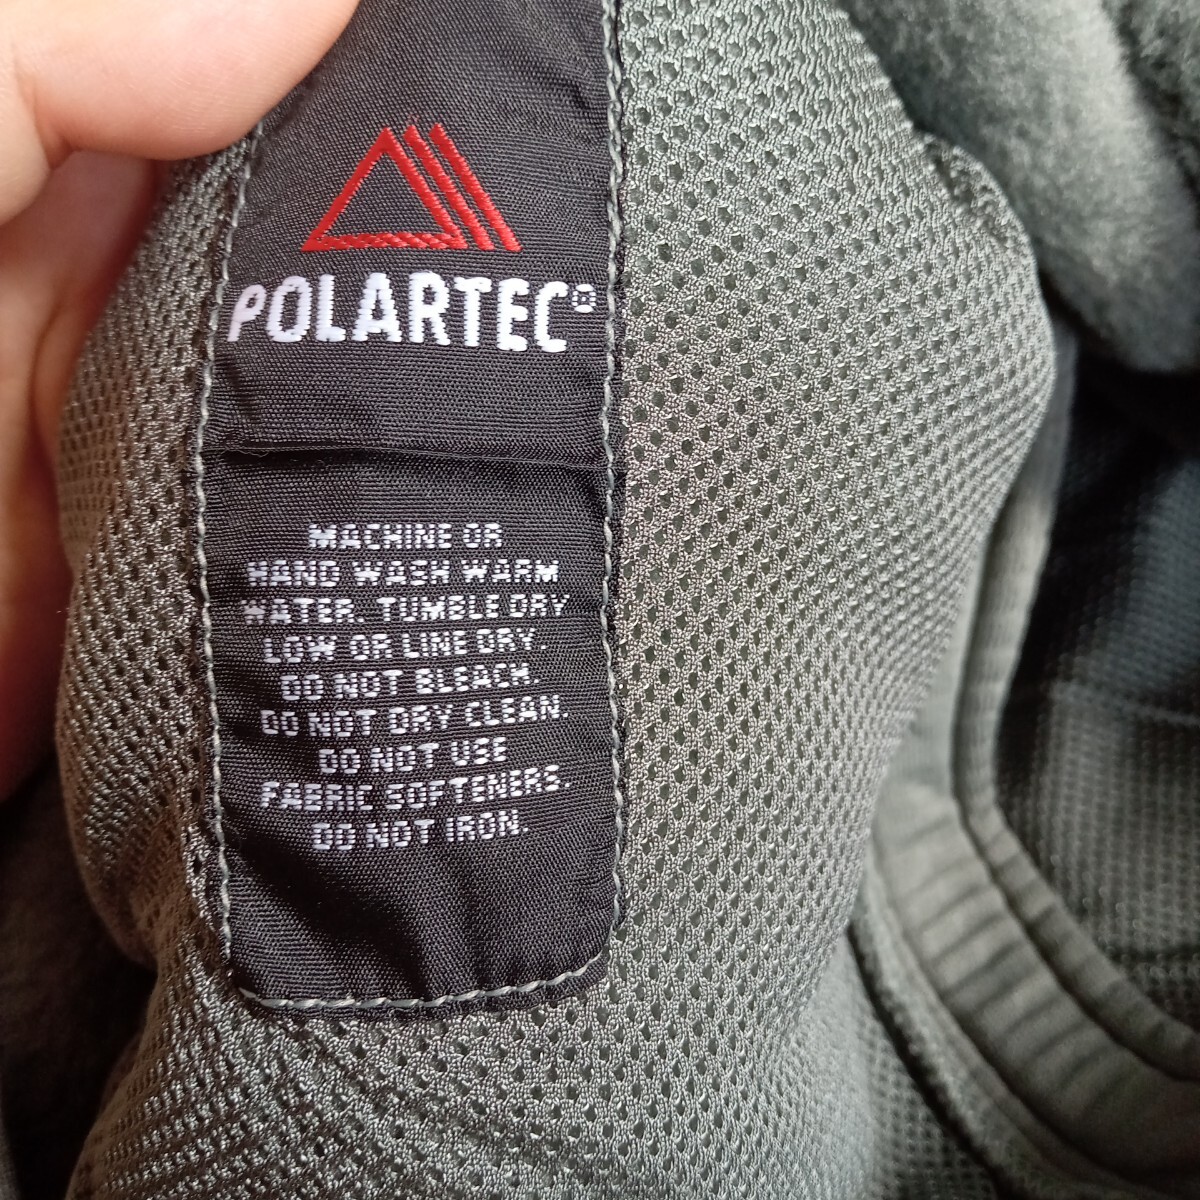 POLARTEC®
MACHINE OR
HAND WASH WARM
WATER. TUMBLE DRY
LOW OR LINE DRY.
DO NOT BLEACH.
DO NOT DRY CLEAN.
DO NOT USE
FABRIC SOFTENERS.
DO NOT IRON.